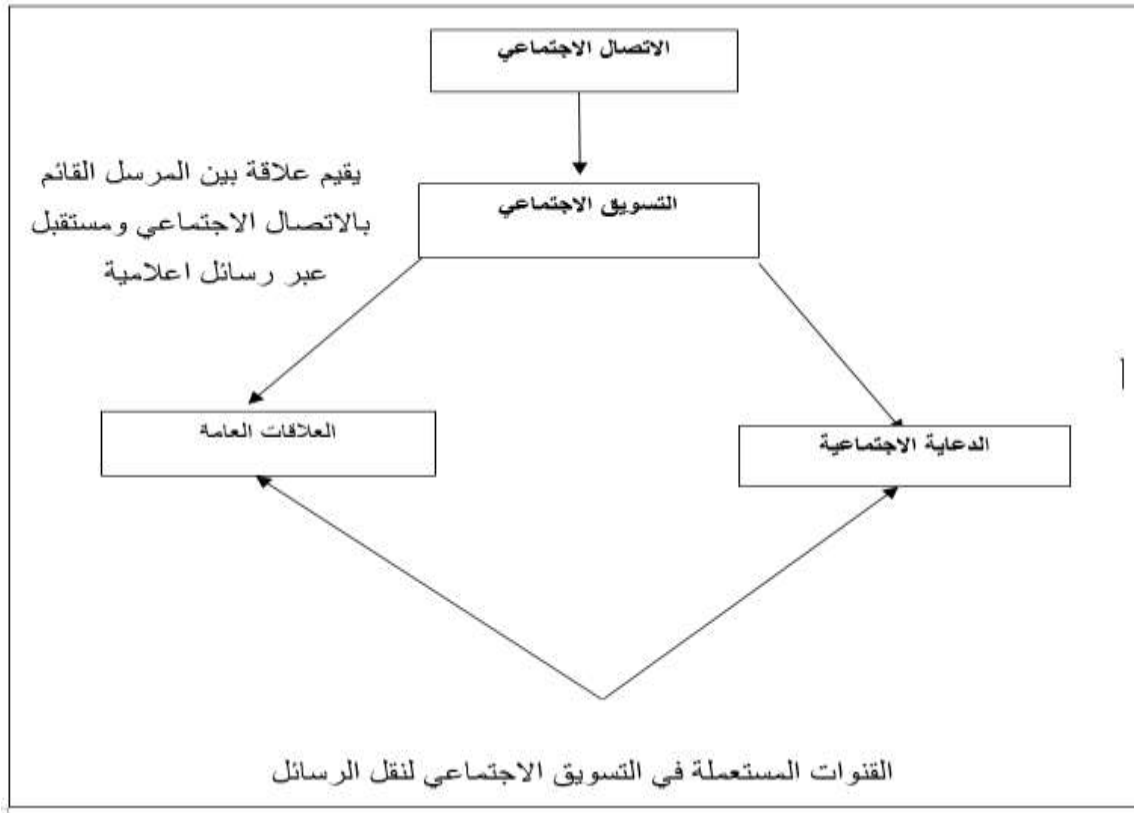 الاتصال الاجتماعي
التسويق الاجتماعي
يقيم علاقة بين المرسل القائم
بالاتصال الاجتماعي ومستقبل
عبر رسائل اعلامية
العلاقات العامة
الدعاية الاجتماعية
القنوات المستعملة في التسويق الاجتماعي لنقل الرسائل